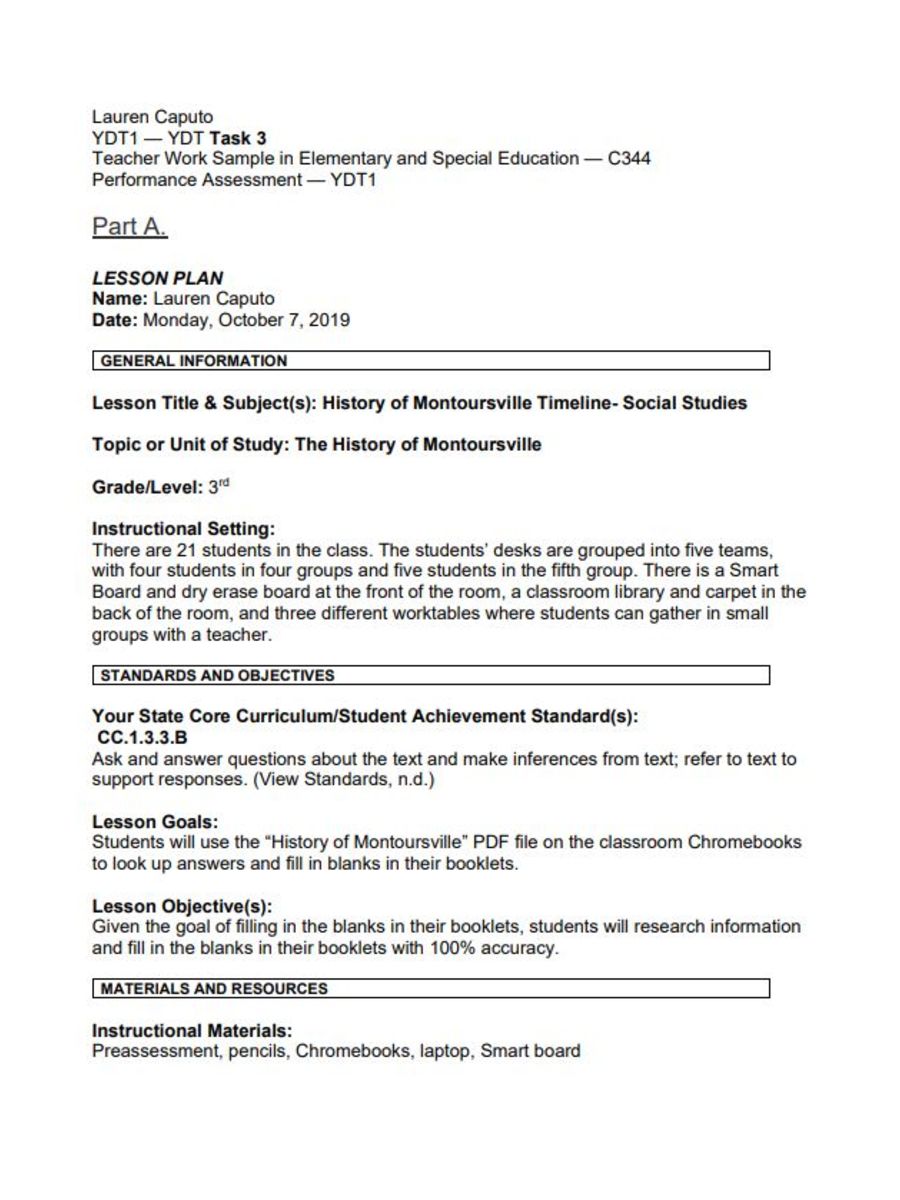 Lauren Caputo
YDT1 — YDT Task 3
Teacher Work Sample in Elementary and Special Education — C344
Performance Assessment — YDT1
Part A.
LESSON PLAN
Name: Lauren Caputo
Date: Monday, October 7, 2019
GENERAL INFORMATION
Lesson Title & Subject(s): History of Montoursville Timeline- Social Studies
Topic or Unit of Study: The History of Montoursville
Grade/Level: 3rd
Instructional Setting:
There are 21 students in the class. The students’ desks are grouped into five teams,
with four students in four groups and five students in the fifth group. There is a Smart
Board and dry erase board at the front of the room, a classroom library and carpet in the
back of the room, and three different worktables where students can gather in small
groups with a teacher.
STANDARDS AND OBJECTIVES
Your State Core Curriculum/Student Achievement Standard(s):
CC.1.3.3.B
Ask and answer questions about the text and make inferences from text; refer to text to
support responses. (View Standards, n.d.)
Lesson Goals:
Students will use the “History of Montoursville” PDF file on the classroom Chromebooks
to look up answers and fill in blanks in their booklets.
Lesson Objective(s):
Given the goal of filling in the blanks in their booklets, students will research information
and fill in the blanks in their booklets with 100% accuracy.
MATERIALS AND RESOURCES
Instructional Materials:
Preassessment, pencils, Chromebooks, laptop, Smart board